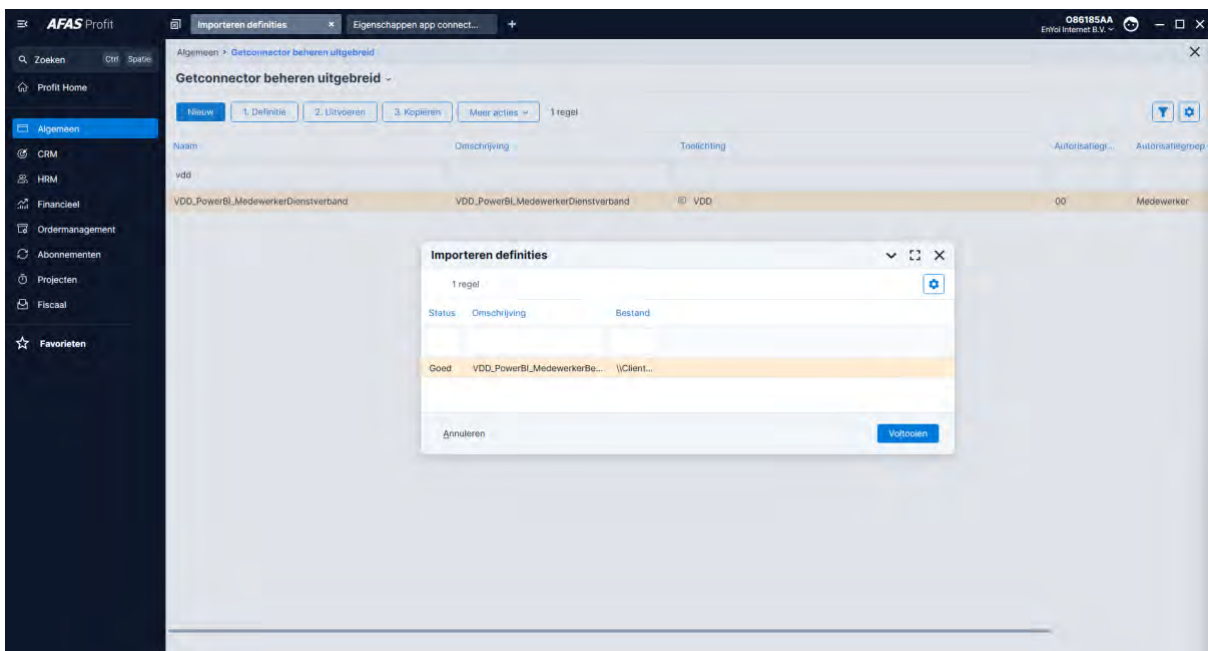 AFAS Profit
Importeren definities ×
Eigenschappen app connect... +
O86185AA
EnYoi Internet B.V.
Zoeken Ctrl Spatie
Profit Home
Algemeen
CRM
HRM
Financieel
Ordermanagement
Abonnementen
Projecten
Fiscaal
Favorieten
Algemeen › Getconnector beheren uitgebreid
Getconnector beheren uitgebreid
Nieuw 1. Definitie 2. Uitvoeren 3. Kopiëren Meer acties 1 regel
Naam Omschrijving Toelichting Autorisatiegr... Autorisatiegroep
vdd
VDD_PowerBI_MedewerkerDienstverband VDD_PowerBI_MedewerkerDienstverband VDD 00 Medewerker
Importeren definities
1 regel
Status Omschrijving Bestand
Goed VDD_PowerBI_MedewerkerBe... \\Client...
Annuleren Voltooien